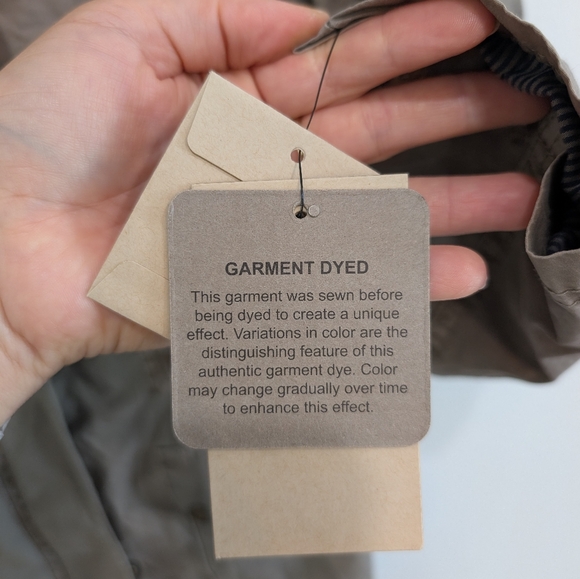 GARMENT DYED
This garment was sewn before
being dyed to create a unique
effect. Variations in color are the
distinguishing feature of this
authentic garment dye. Color
may change gradually over time
to enhance this effect.